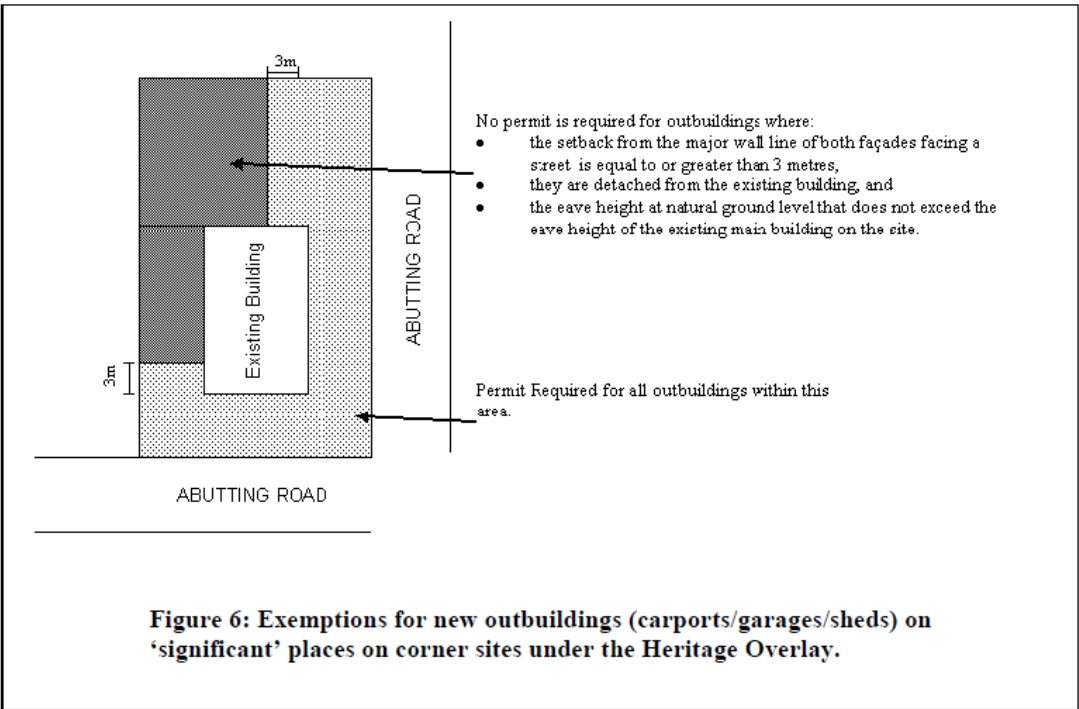 3m
No permit is required for outbuildings where:
• the setback from the major wall line of both façades facing a
street is equal to or greater than 3 metres,
• they are detached from the existing building, and
• the eave height at natural ground level that does not exceed the
eave height of the existing main building on the site.
ABUTTING ROAD
Existing Building
3m
Permit Required for all outbuildings within this
area.
ABUTTING ROAD
Figure 6: Exemptions for new outbuildings (carports/garages/sheds) on
‘significant’ places on corner sites under the Heritage Overlay.